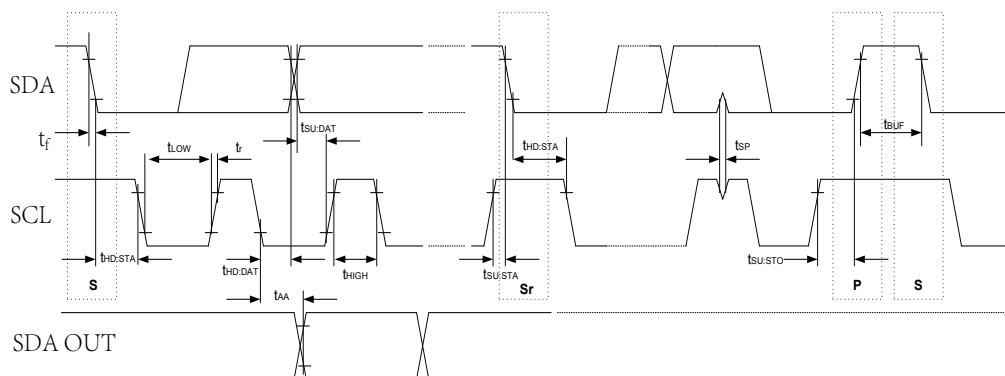 SDA
tf
tLOW
tr
tSU:DAT
tHD:STA
tSP
tBUF
SCL
tHD:STA
tHD:DAT
tHIGH
tSU:STA
tSU:STO
S
Sr
P
S
tAA
SDA OUT